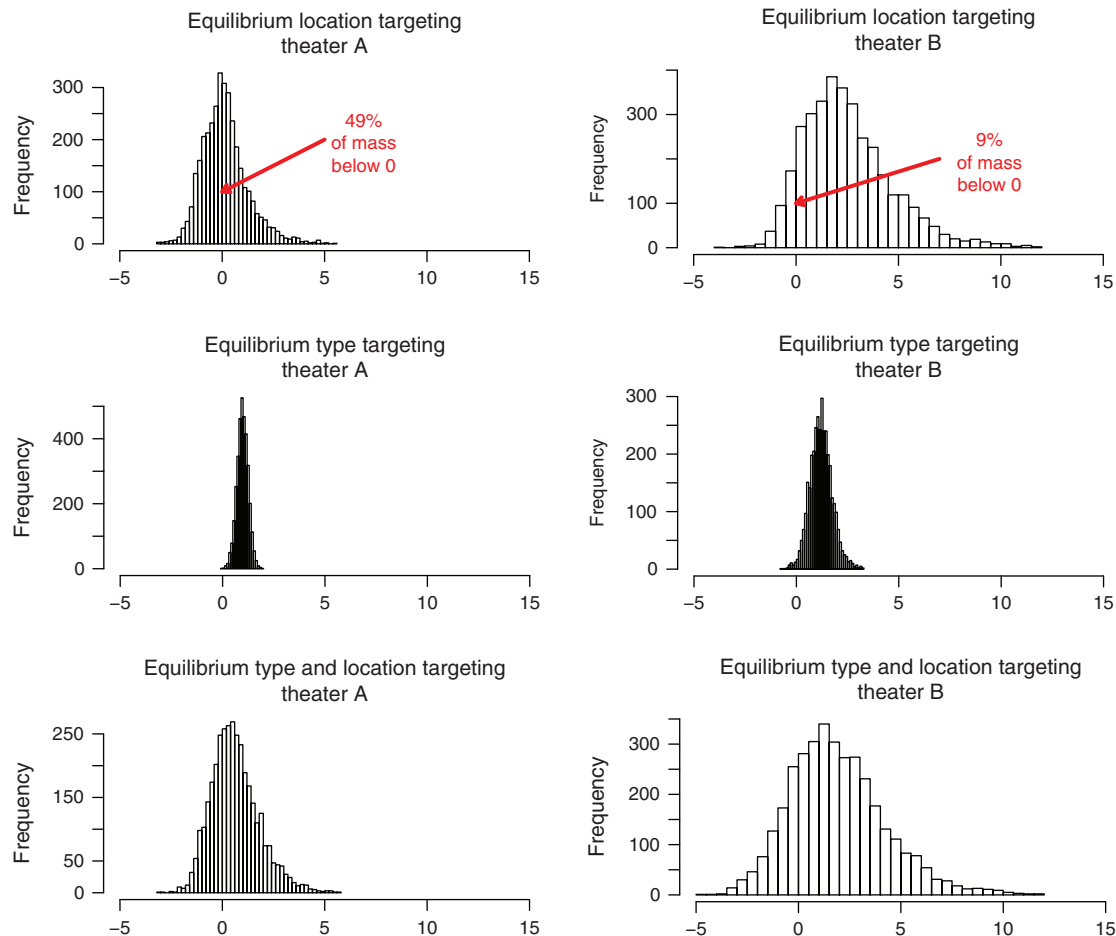 Equilibrium location targeting
theater A
Frequency
300
200
100
0
49%
of mass
below 0
−5
0
5
10
15
Equilibrium location targeting
theater B
Frequency
300
100
0
9%
of mass
below 0
−5
0
5
10
15
Equilibrium type targeting
theater A
Frequency
400
200
0
−5
0
5
10
15
Equilibrium type targeting
theater B
Frequency
300
200
100
0
−5
0
5
10
15
Equilibrium type and location targeting
theater A
Frequency
250
150
50
0
−5
0
5
10
15
Equilibrium type and location targeting
theater B
Frequency
300
200
100
0
−5
0
5
10
15